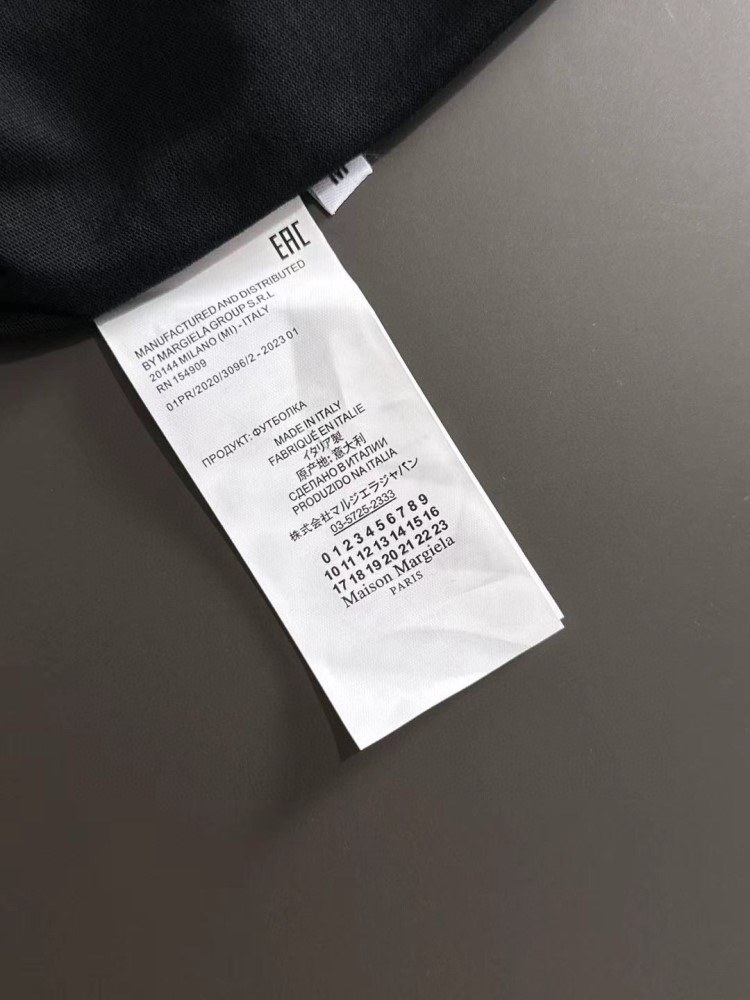 M
EAC
MANUFACTURED AND DISTRIBUTED
BY MARGIELA GROUP S.R.L
20144 MILANO (MI) - ITALY
RN 154909
01PR/2020/3096/2 - 2023 01
ПРОДУКТ: ФУТБОЛКА
MADE IN ITALY
FABRIQUÉ EN ITALIE
イタリア製
原产地: 意大利
СДЕЛАНО В ИТАЛИИ
PRODUZIDO NA ITALIA
株式会社マルジェラジャパン
03-5725-2333
0 1 2 3 4 5 6 7 8 9
10 11 12 13 14 15 16
17 18 19 20 21 22 23
Maison Margiela
PARIS